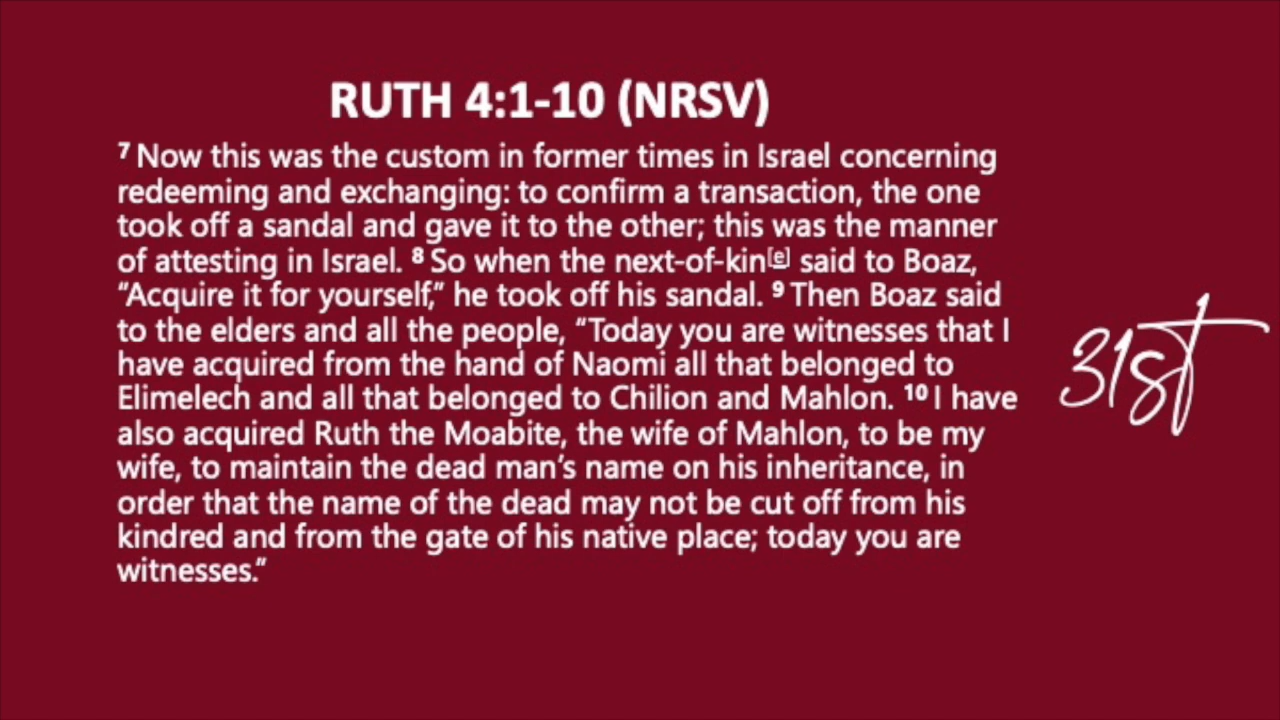 RUTH 4:1-10 (NRSV)
7 Now this was the custom in former times in Israel concerning
redeeming and exchanging: to confirm a transaction, the one
took off a sandal and gave it to the other; this was the manner
of attesting in Israel. 8 So when the next-of-kin[e] said to Boaz,
“Acquire it for yourself,” he took off his sandal. 9 Then Boaz said
to the elders and all the people, “Today you are witnesses that I
have acquired from the hand of Naomi all that belonged to
Elimelech and all that belonged to Chilion and Mahlon. 10 I have
also acquired Ruth the Moabite, the wife of Mahlon, to be my
wife, to maintain the dead man’s name on his inheritance, in
order that the name of the dead may not be cut off from his
kindred and from the gate of his native place; today you are
witnesses.”
31st